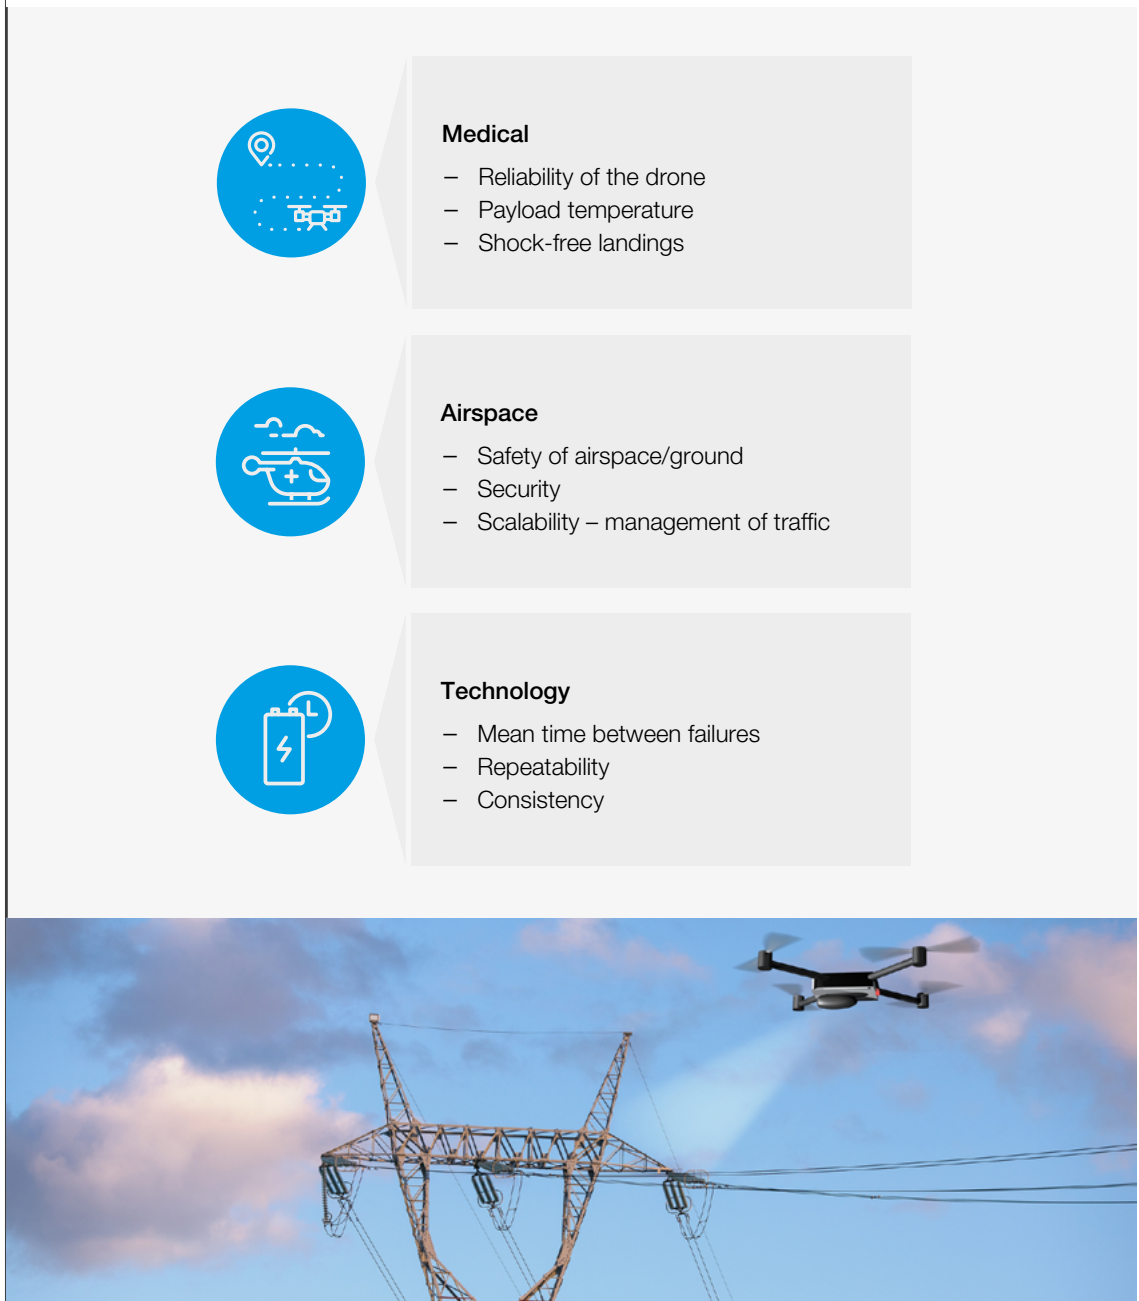 Medical
– Reliability of the drone
– Payload temperature
– Shock-free landings
Airspace
– Safety of airspace/ground
– Security
– Scalability – management of traffic
Technology
– Mean time between failures
– Repeatability
– Consistency